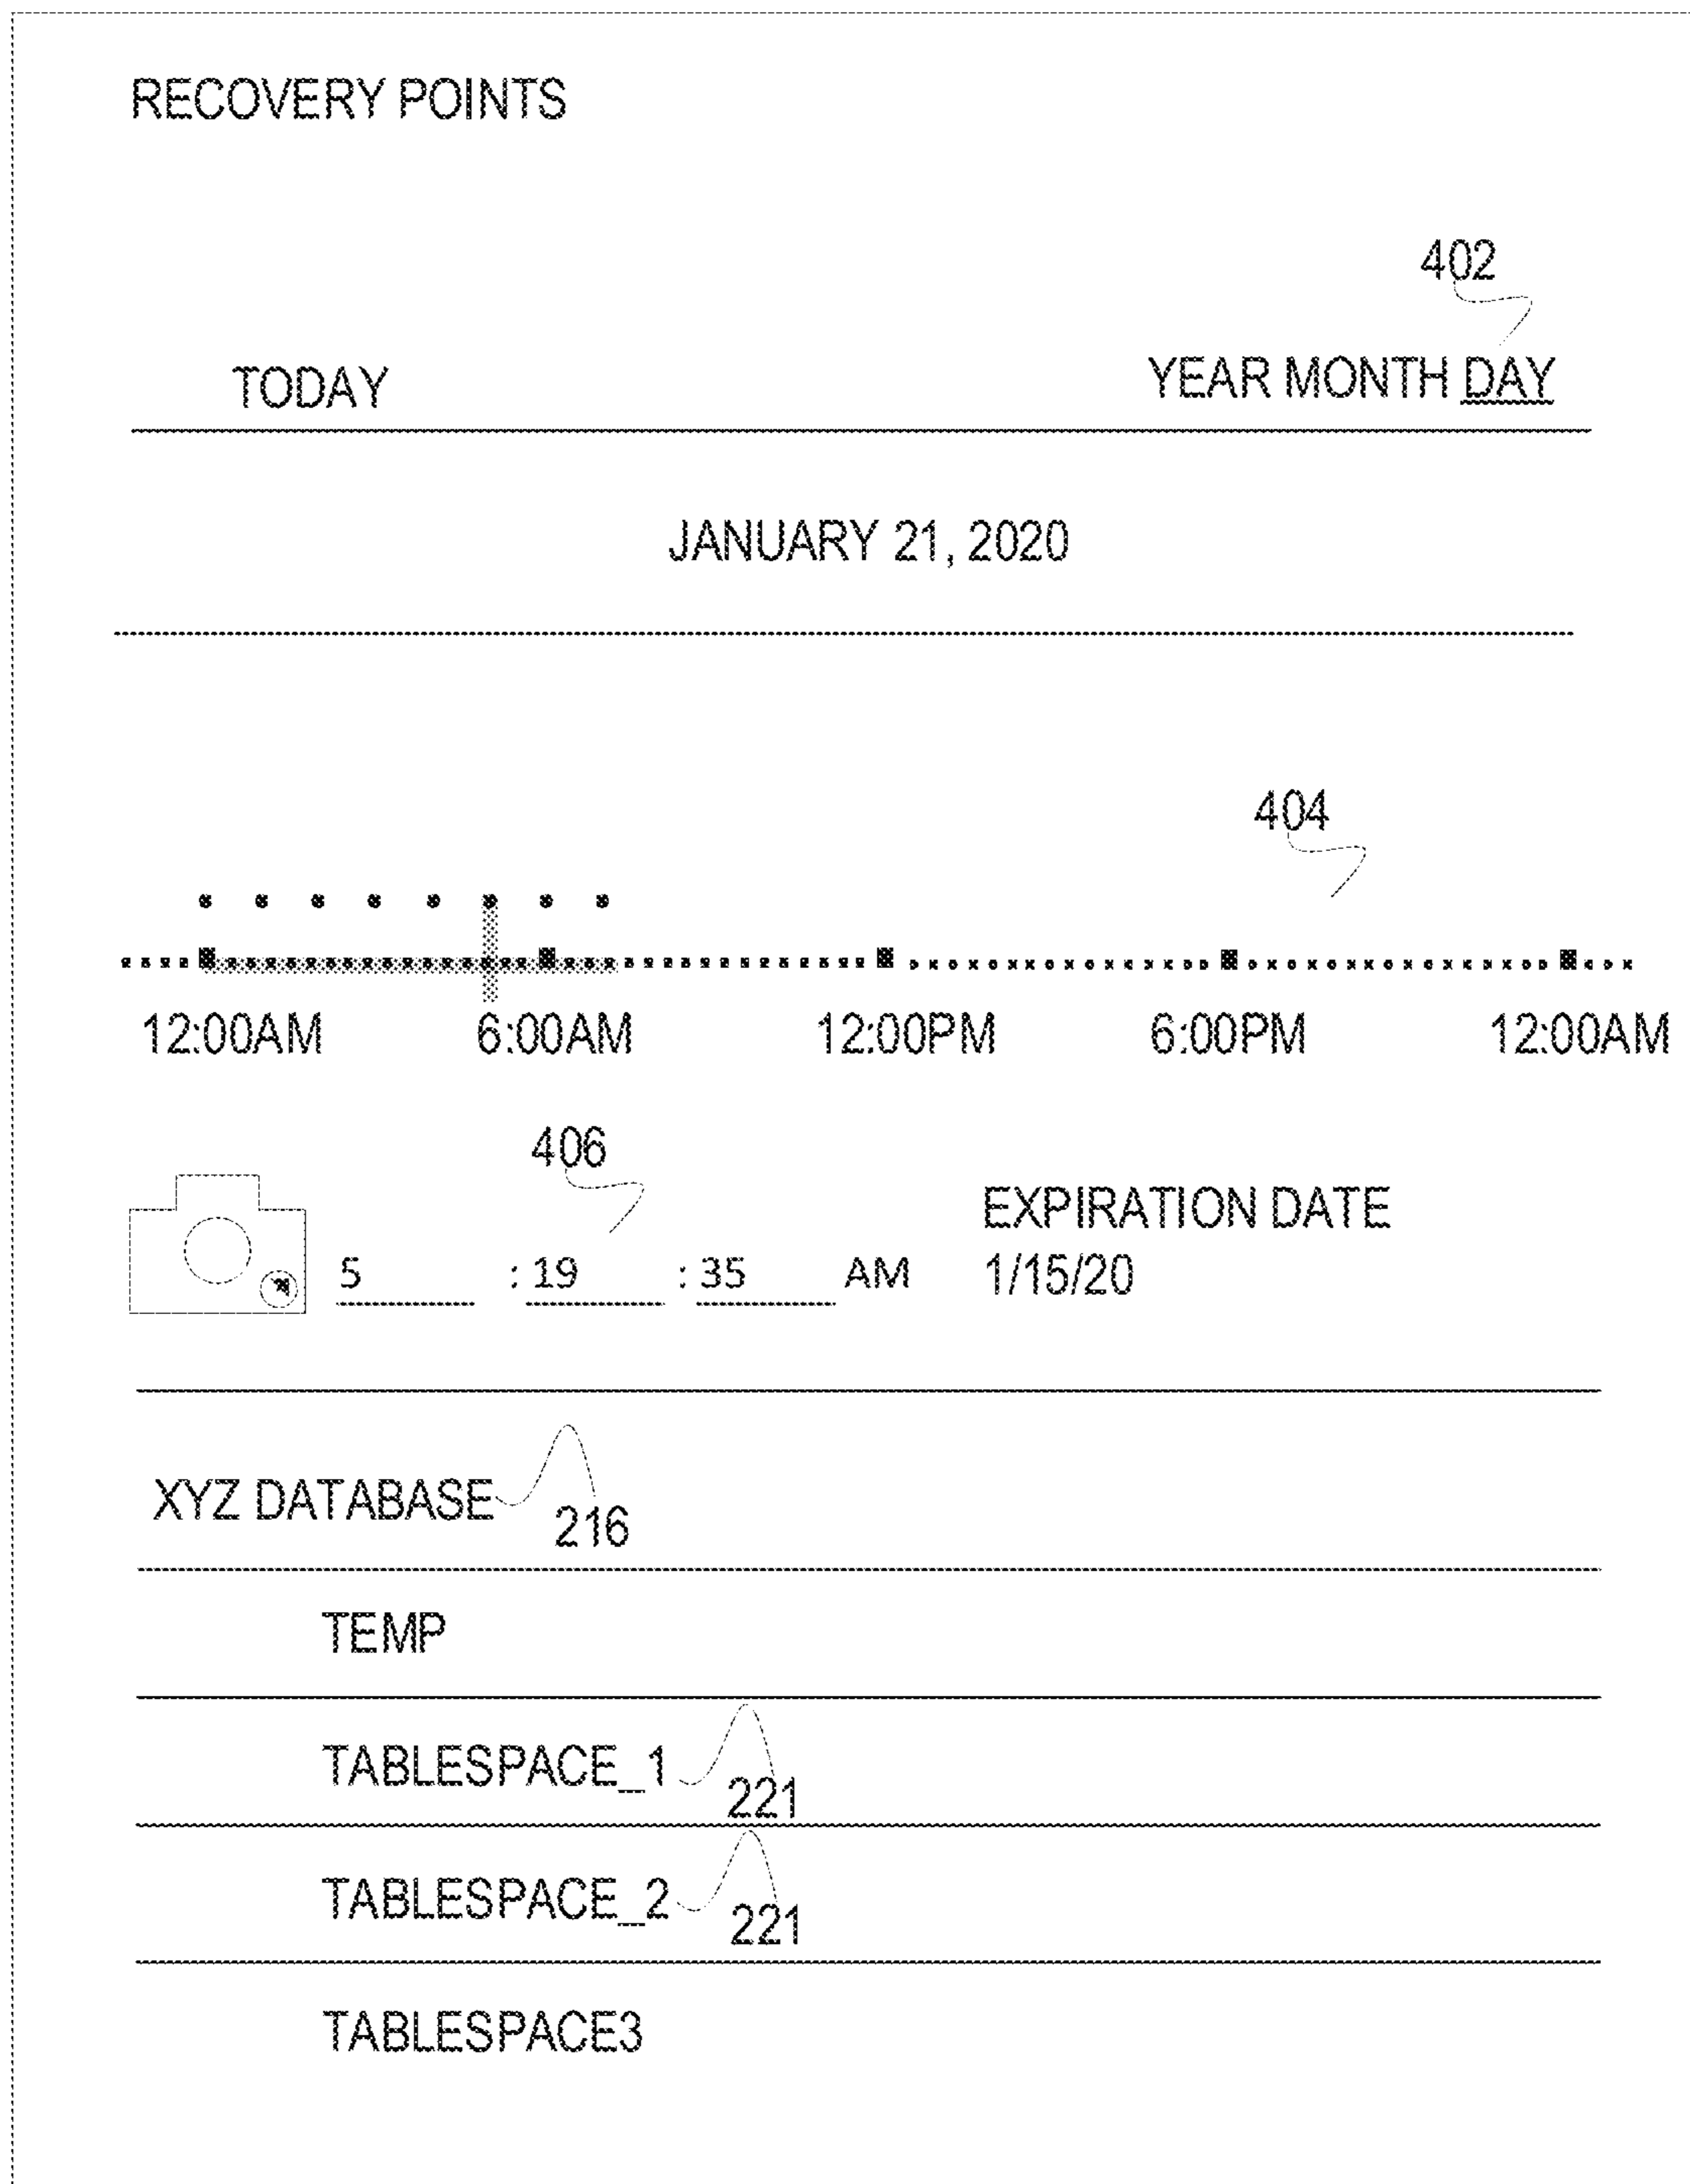 RECOVERY POINTS
402
TODAY YEAR MONTH DAY
JANUARY 21, 2020
404
12:00AM 6:00AM 12:00PM 6:00PM 12:00AM
406
EXPIRATION DATE
5 : 19 : 35 AM 1/15/20
XYZ DATABASE
216
TEMP
TABLESPACE_1
221
TABLESPACE_2
221
TABLESPACE3